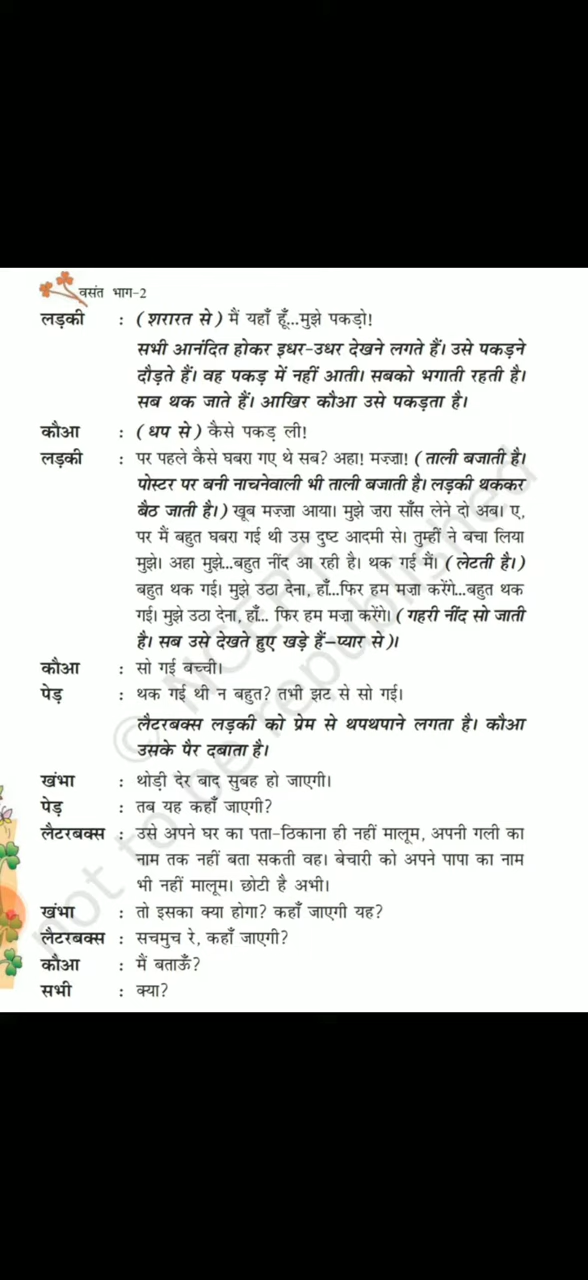 वसंत भाग-2
लड़की : (शरारत से) मैं यहाँ हूँ...मुझे पकड़ो!
सभी आनंदित होकर इधर-उधर देखने लगते हैं। उसे पकड़ने
दौड़ते हैं। वह पकड़ में नहीं आती। सबको भगाती रहती है।
सब थक जाते हैं। आखिर कौआ उसे पकड़ता है।
कौआ : (धप से) कैसे पकड़ ली!
लड़की : पर पहले कैसे घबरा गए थे सब? अहा! मज़्ज़ा! (ताली बजाती है।
पोस्टर पर बनी नाचनेवाली भी ताली बजाती है। लड़की थककर
बैठ जाती है।) खूब मज़्ज़ा आया। मुझे जरा साँस लेने दो अब। ए,
पर मैं बहुत घबरा गई थी उस दुष्ट आदमी से। तुम्हीं ने बचा लिया
मुझे। अहा मुझे...बहुत नींद आ रही है। थक गई मैं। (लेटती है।)
बहुत थक गई। मुझे उठा देना, हाँ...फिर हम मज़ा करेंगे...बहुत थक
गई। मुझे उठा देना, हाँ... फिर हम मज़ा करेंगे। (गहरी नींद सो जाती
है। सब उसे देखते हुए खड़े हैं—प्यार से)।
कौआ : सो गई बच्ची।
पेड़ : थक गई थी न बहुत? तभी झट से सो गई।
लैटरबक्स लड़की को प्रेम से थपथपाने लगता है। कौआ
उसके पैर दबाता है।
खंभा : थोड़ी देर बाद सुबह हो जाएगी।
पेड़ : तब यह कहाँ जाएगी?
लैटरबक्स : उसे अपने घर का पता-ठिकाना ही नहीं मालूम, अपनी गली का
नाम तक नहीं बता सकती वह। बेचारी को अपने पापा का नाम
भी नहीं मालूम। छोटी है अभी।
खंभा : तो इसका क्या होगा? कहाँ जाएगी यह?
लैटरबक्स : सचमुच रे, कहाँ जाएगी?
कौआ : मैं बताऊँ?
सभी : क्या?
© NCERT
not to be republished